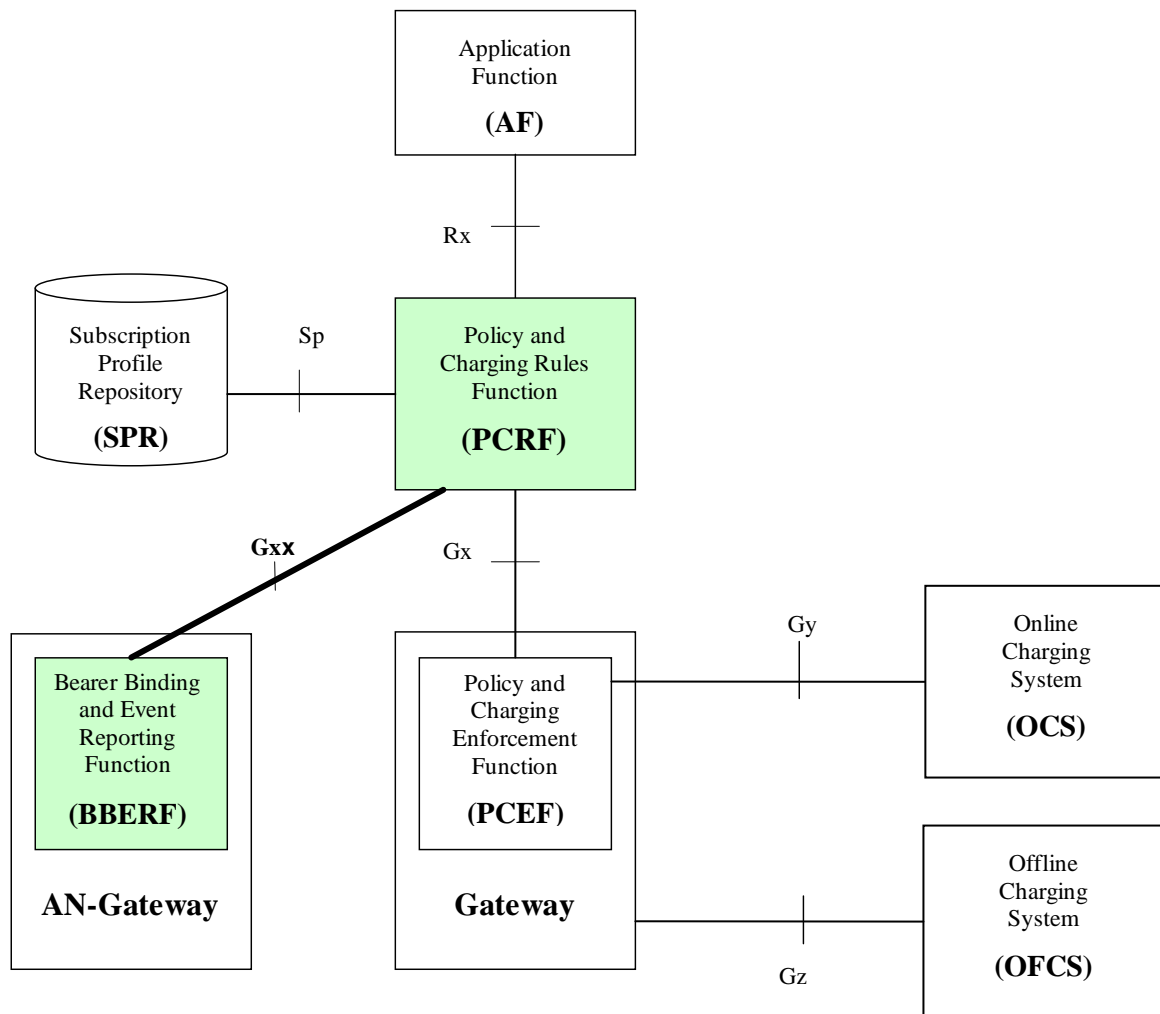 Application
Function
(AF)
Rx
Subscription
Profile
Repository
(SPR)
Sp
Policy and
Charging Rules
Function
(PCRF)
Gxx
Gx
Bearer Binding
and Event
Reporting
Function
(BBERF)
AN-Gateway
Policy and
Charging
Enforcement
Function
(PCEF)
Gateway
Gy
Online
Charging
System
(OCS)
Gz
Offline
Charging
System
(OFCS)